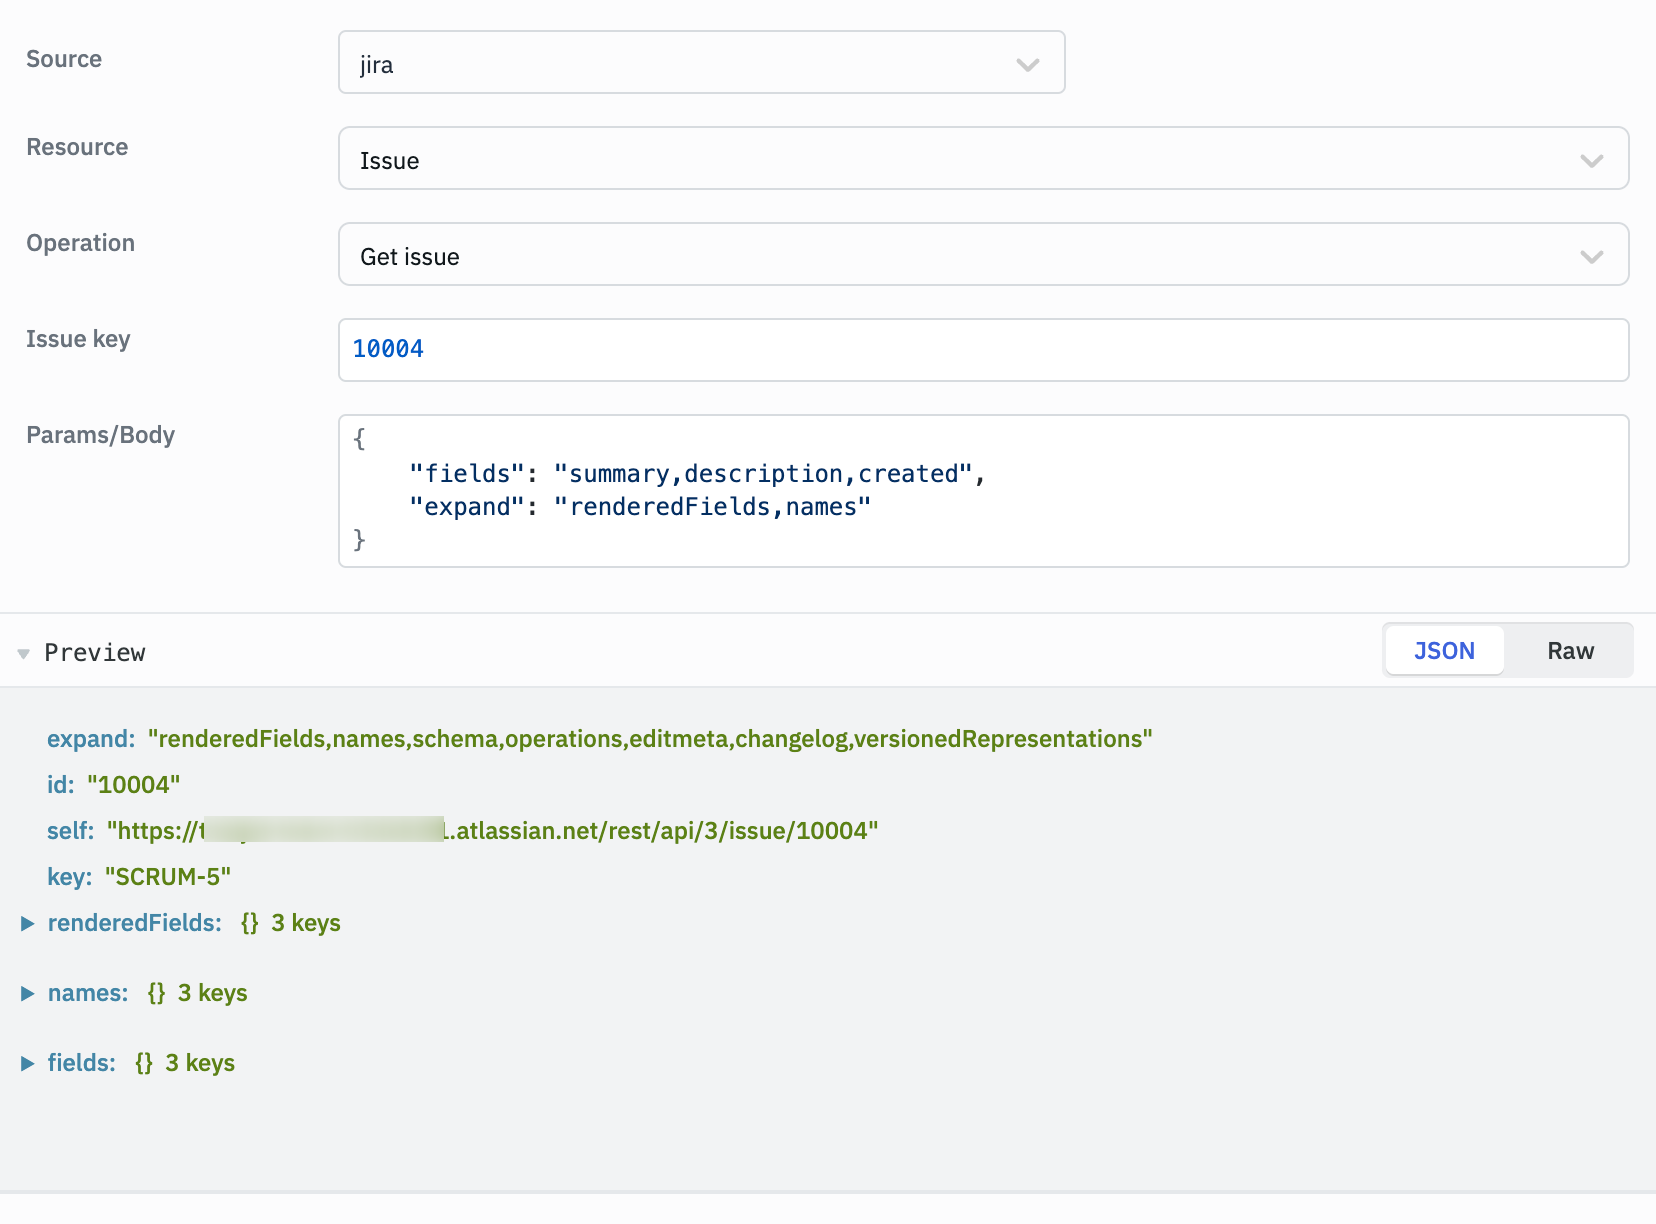 Source
jira
Resource
Issue
Operation
Get issue
Issue key
10004
Params/Body
{
"fields": "summary,description,created",
"expand": "renderedFields,names"
}
Preview
JSON
Raw
expand: "renderedFields,names,schema,operations,editmeta,changelog,versionedRepresentations"
id: "10004"
self: "https:// .atlassian.net/rest/api/3/issue/10004"
key: "SCRUM-5"
renderedFields: {} 3 keys
names: {} 3 keys
fields: {} 3 keys